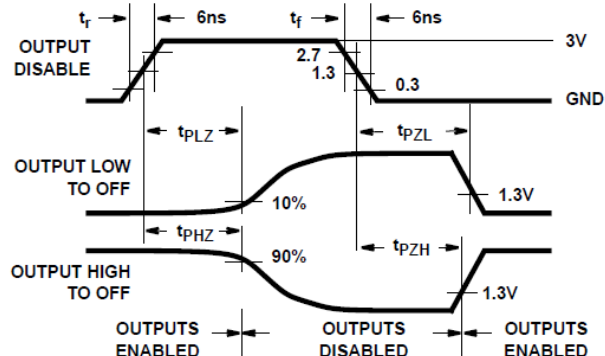 tr 6ns tf 6ns
OUTPUT
DISABLE
3V
2.7
1.3
0.3
GND
tPLZ tPZL
OUTPUT LOW
TO OFF
10%
1.3V
tPHZ tPZH
OUTPUT HIGH
TO OFF
90%
1.3V
OUTPUTS
ENABLED
OUTPUTS
DISABLED
OUTPUTS
ENABLED